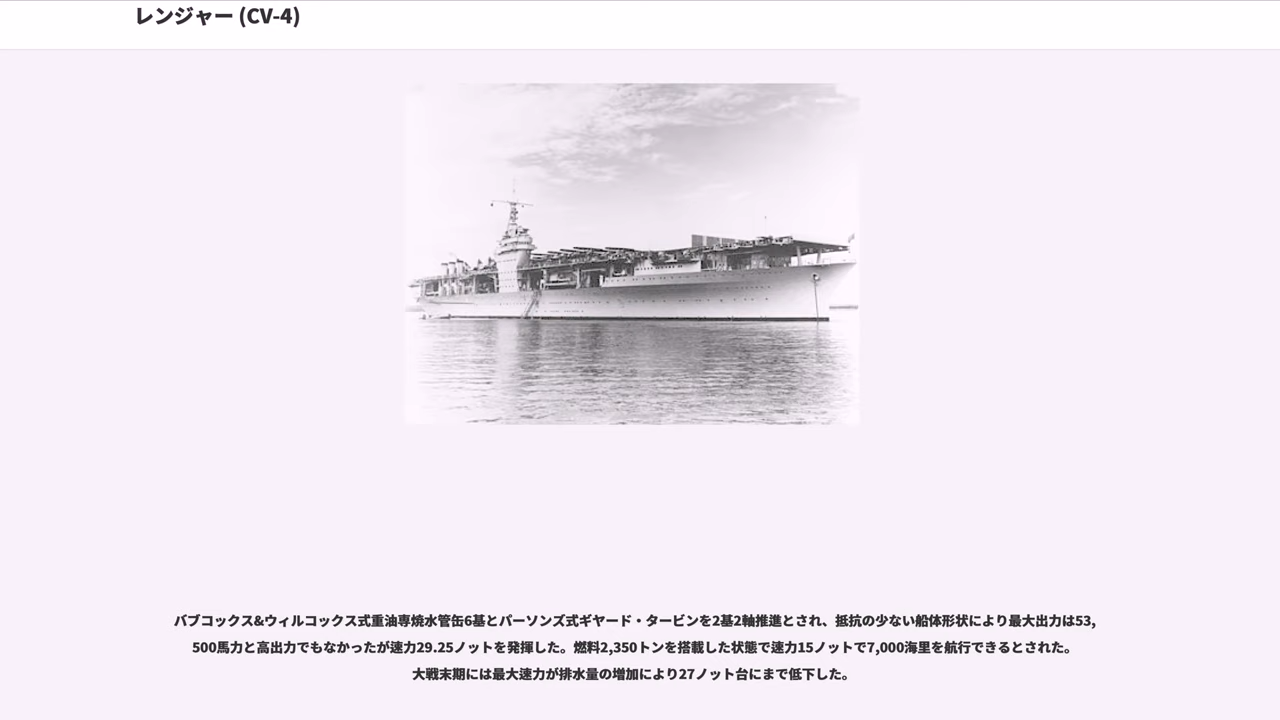 レンジャー (CV-4)
バブコックス&ウィルコックス式重油専焼水管缶6基とパーソンズ式ギヤード・タービンを2基2軸推進とされ、抵抗の少ない船体形状により最大出力は53,
500馬力と高出力でもなかったが速力29.25ノットを発揮した。燃料2,350トンを搭載した状態で速力15ノットで7,000海里を航行できるとされた。
大戦末期には最大速力が排水量の増加により27ノット台にまで低下した。